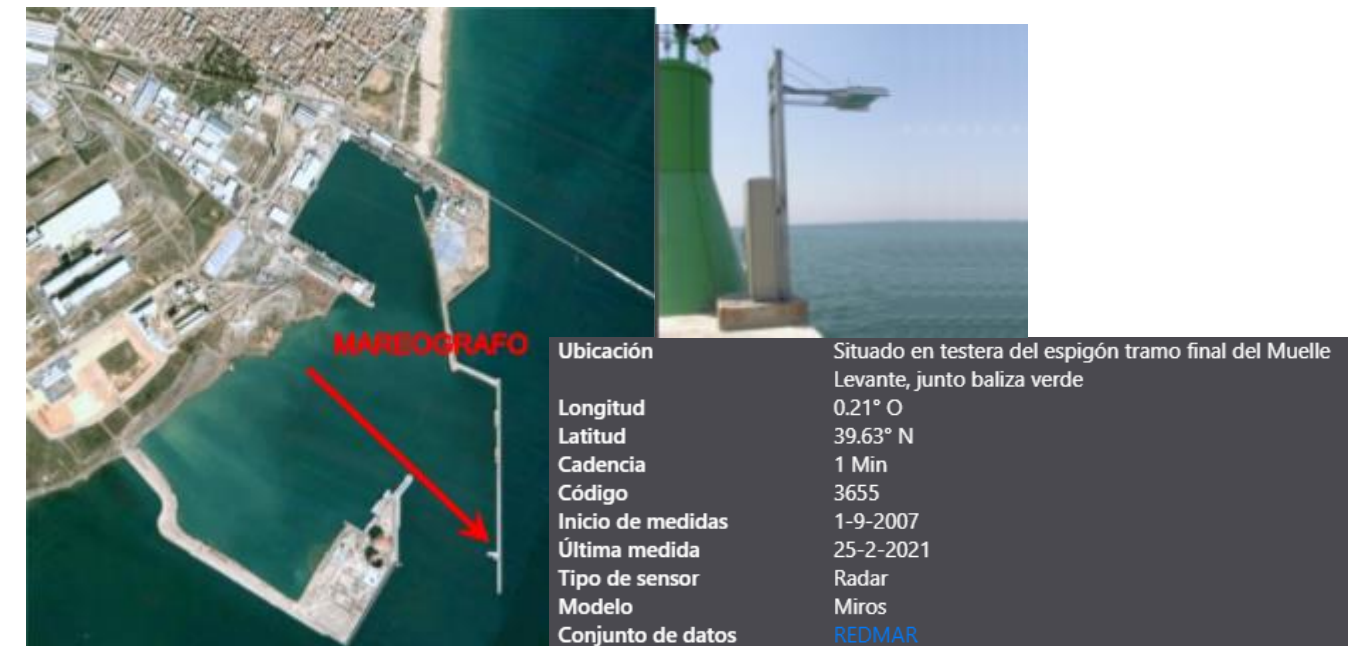 MAREOGRAFO
Ubicación Situado en testera del espigón tramo final del Muelle
Levante, junto baliza verde
Longitud 0.21° O
Latitud 39.63° N
Cadencia 1 Min
Código 3655
Inicio de medidas 1-9-2007
Última medida 25-2-2021
Tipo de sensor Radar
Modelo Miros
Conjunto de datos REDMAR